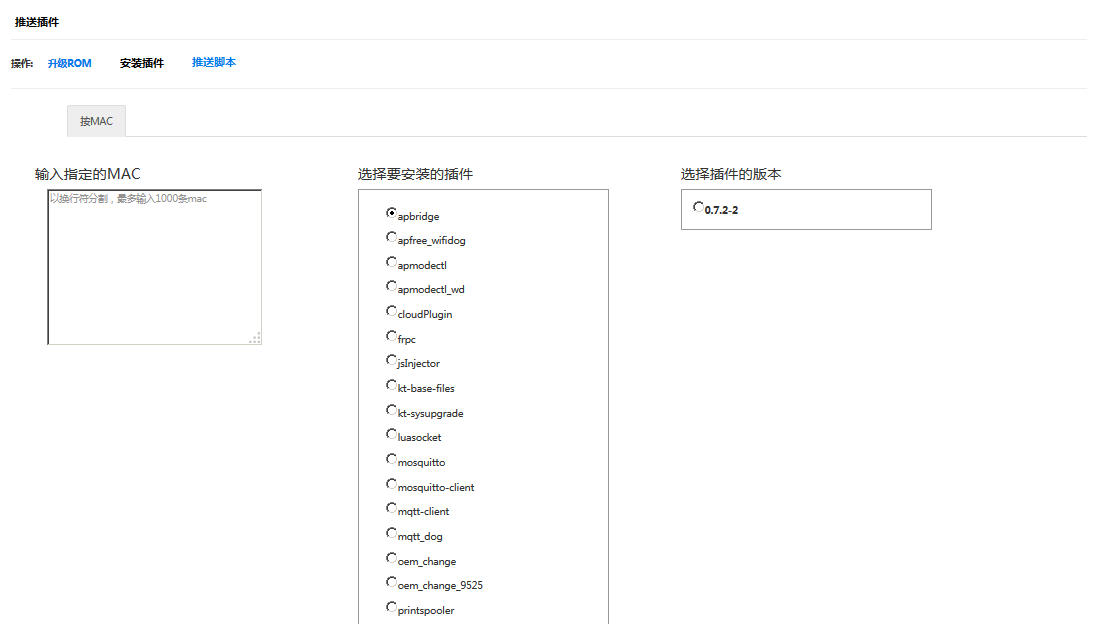 推送插件
操作: 升级ROM 安装插件 推送脚本
按MAC
输入指定的MAC
以换行符分割，最多输入1000条mac
选择要安装的插件
apbridge
apfree_wifidog
apmodectl
apmodectl_wd
cloudPlugin
frpc
jsInjector
kt-base-files
kt-sysupgrade
luasocket
mosquitto
mosquitto-client
mqtt-client
mqtt_dog
oem_change
oem_change_9525
printspooler
选择插件的版本
0.7.2-2